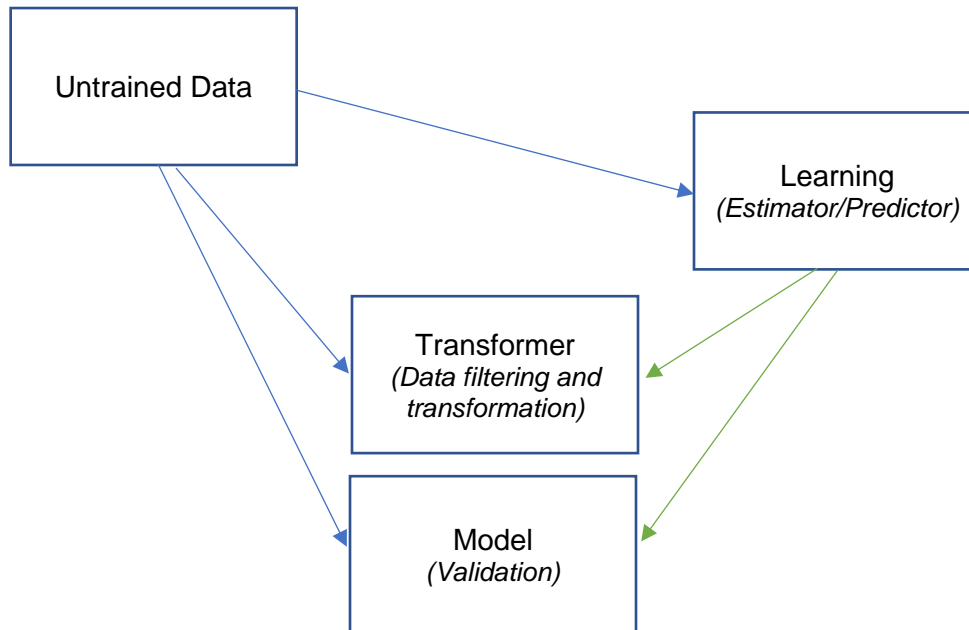 Untrained Data
Learning
(Estimator/Predictor)
Transformer
(Data filtering and
transformation)
Model
(Validation)